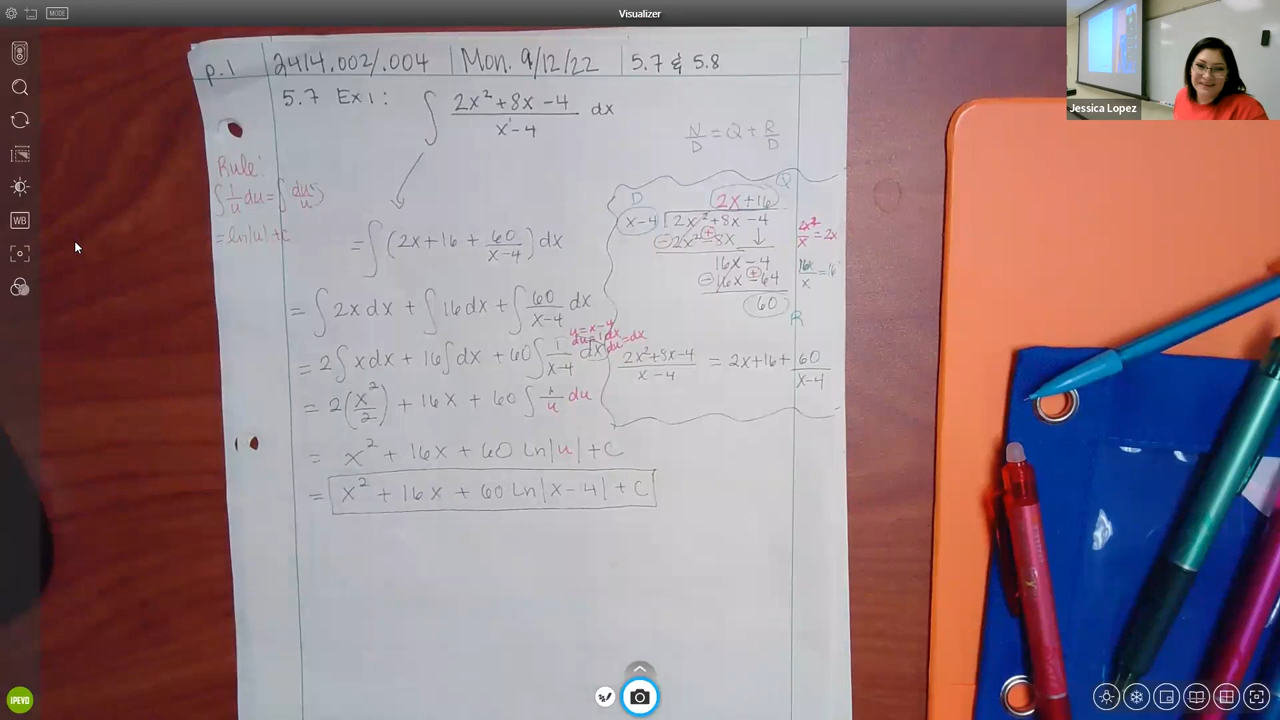 MODE
Visualizer
Jessica Lopez
p.1 2414.002/.004 Mon. 9/12/22 5.7 & 5.8
5.7 Ex 1: ∫ (2x²+8x-4)/(x-4) dx
N/D = Q + R/D
Rule:
∫ 1/u du = ∫ du/u
= ln|u| + C
= ∫ (2x+16 + 60/(x-4)) dx
= ∫ 2x dx + ∫ 16 dx + ∫ 60/(x-4) dx
u = x-4
du = 1dx
du = dx
= 2∫ x dx + 16∫ dx + 60∫ 1/(x-4) dx
= 2(x²/2) + 16x + 60 ∫ 1/u du
= x² + 16x + 60 Ln|u| + C
= x² + 16x + 60 Ln|x-4| + C
Q
D 2x+16
x-4 2x²+8x-4
2x²-8x ↓
16x-4
16x-64
60
R
2x²/x = 2x
16x/x = 16
(2x²+8x-4)/(x-4) = 2x+16+ 60/(x-4)
IPEVO